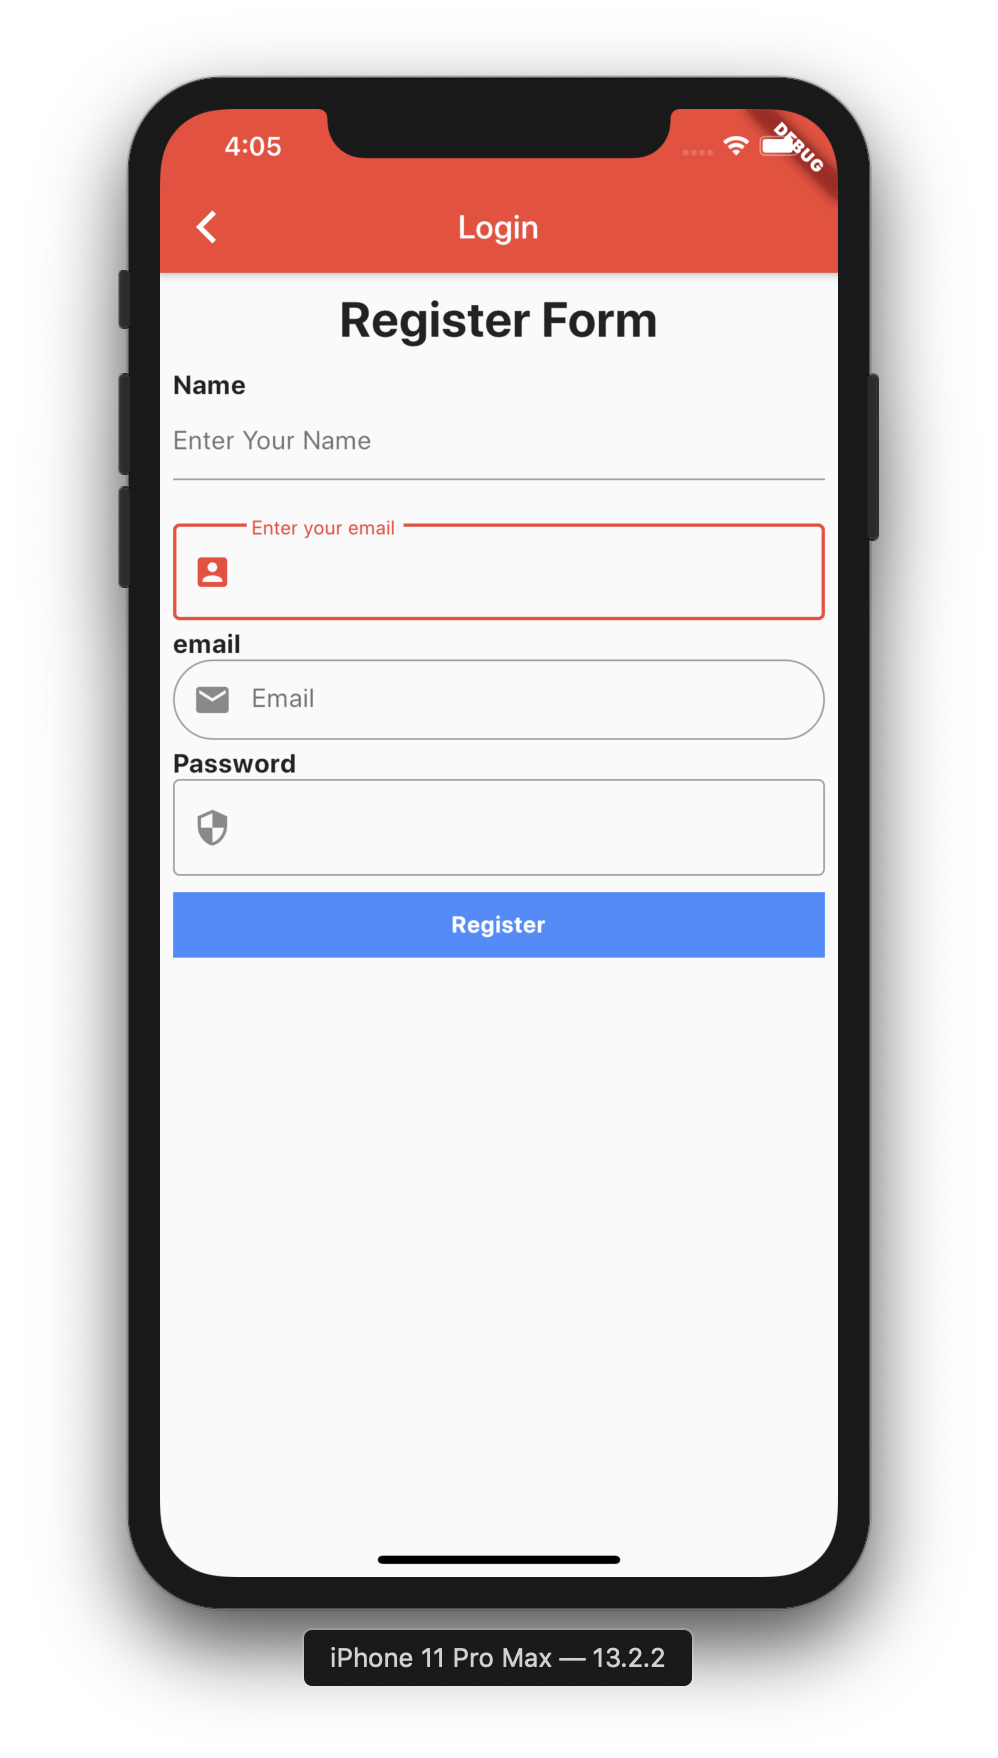 4:05
DEBUG
Login
Register Form
Name
Enter Your Name
Enter your email
email
Email
Password
Register
iPhone 11 Pro Max — 13.2.2